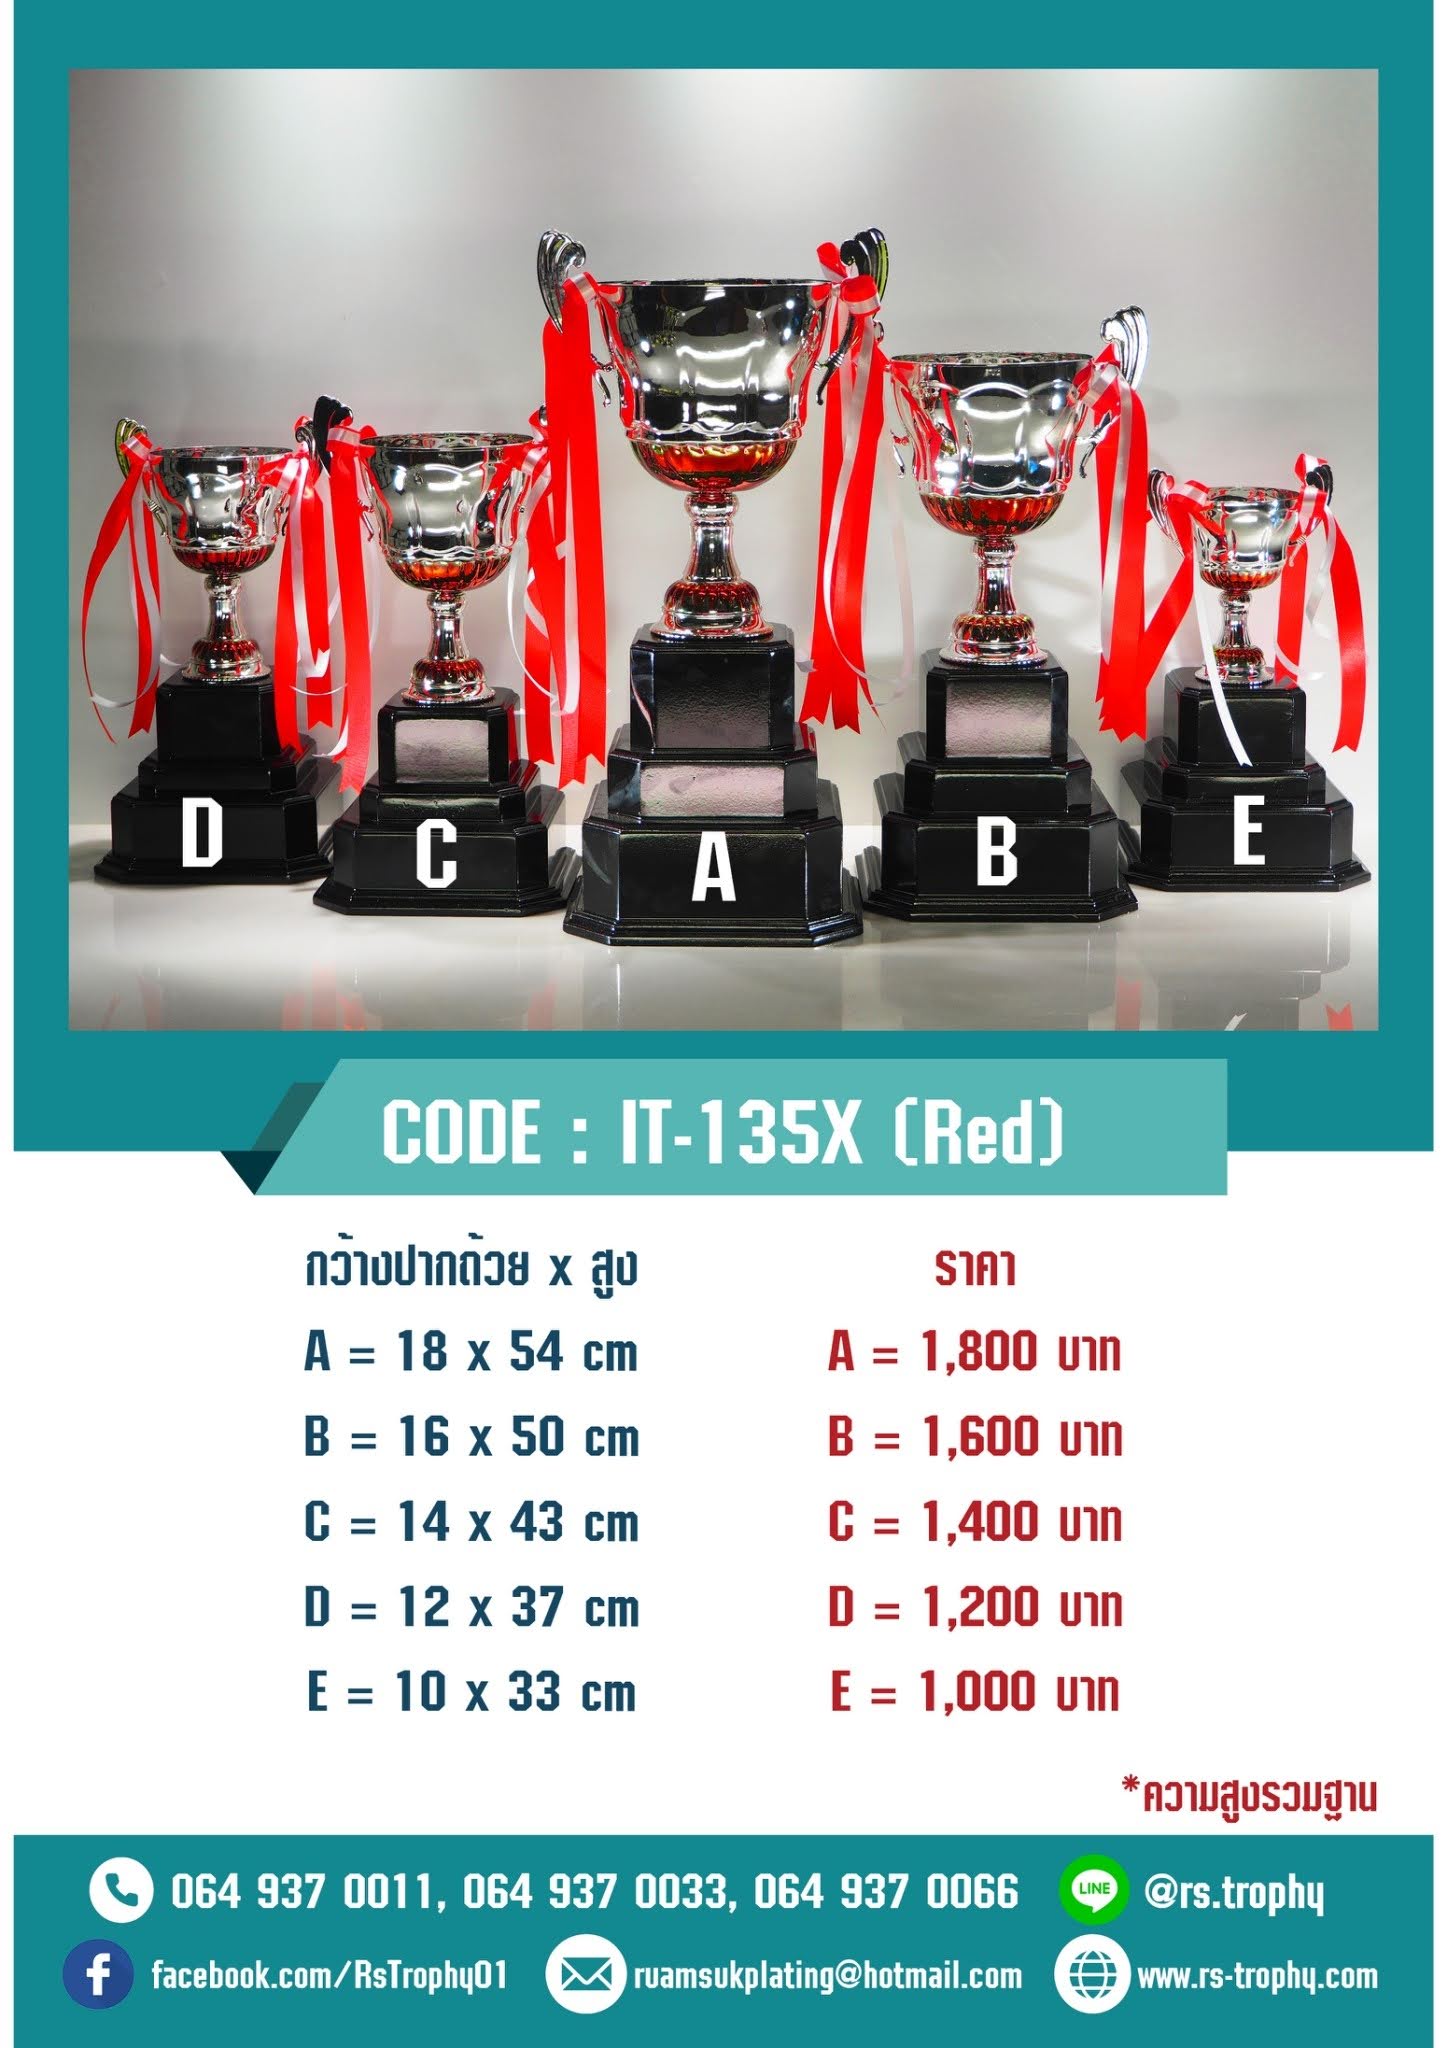 D
C
A
B
E
CODE : IT-135X (Red)
กว้างปากถ้วย x สูง
ราคา
A = 18 x 54 cm
A = 1,800 บาท
B = 16 x 50 cm
B = 1,600 บาท
C = 14 x 43 cm
C = 1,400 บาท
D = 12 x 37 cm
D = 1,200 บาท
E = 10 x 33 cm
E = 1,000 บาท
*ความสูงรวมฐาน
064 937 0011, 064 937 0033, 064 937 0066 LINE @rs.trophy
f facebook.com/RsTrophy01 ruamsukplating@hotmail.com www.rs-trophy.com